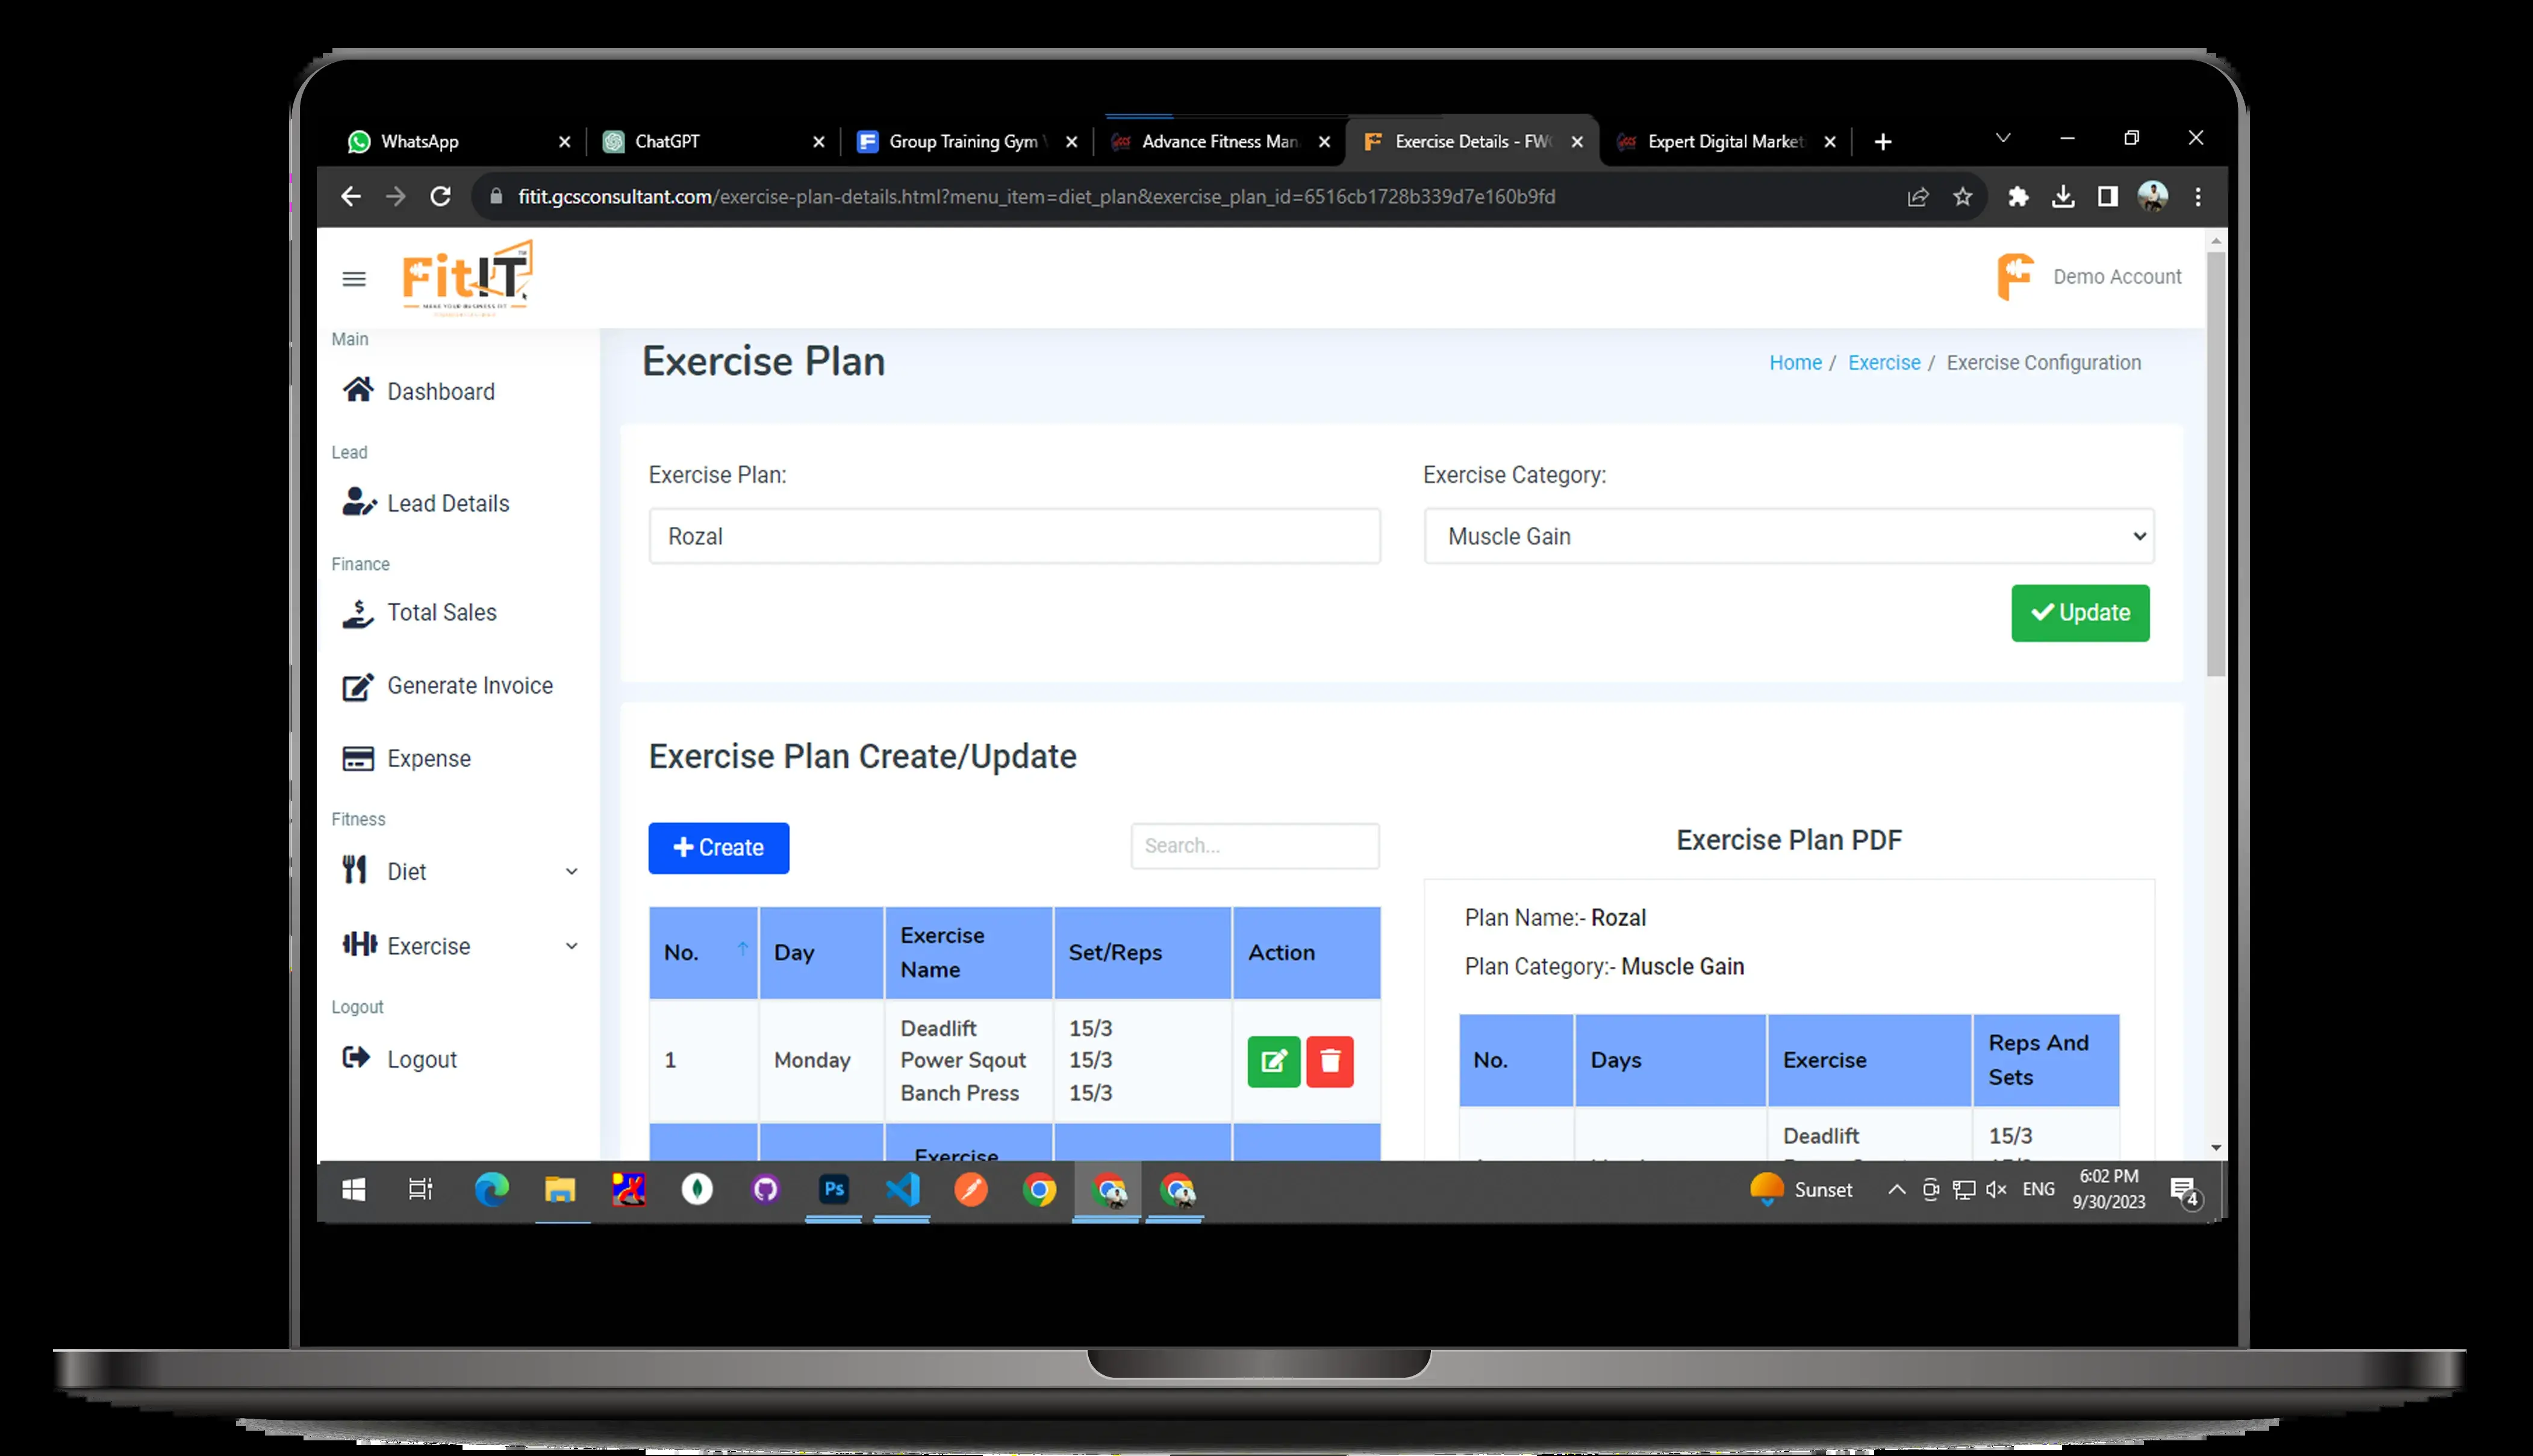 WhatsApp
ChatGPT
Group Training Gym
Advance Fitness Man
Exercise Details - FW
Expert Digital Market
fitit.gcsconsultant.com/exercise-plan-details.html?menu_item=diet_plan&exercise_plan_id=6516cb1728b339d7e160b9fd
FitIT
TM
MAKE YOUR BUSINESS FIT
Demo Account
Main
Dashboard
Lead
Lead Details
Finance
Total Sales
Generate Invoice
Expense
Fitness
Diet
Exercise
Logout
Logout
Exercise Plan
Home / Exercise / Exercise Configuration
Exercise Plan:
Rozal
Exercise Category:
Muscle Gain
Update
Exercise Plan Create/Update
Create
Search...
No. Day Exercise Name Set/Reps Action
1 Monday
Deadlift 15/3
Power Sqout 15/3
Banch Press 15/3
Exercise
Exercise Plan PDF
Plan Name:- Rozal
Plan Category:- Muscle Gain
No. Days Exercise Reps And Sets
Deadlift 15/3
Ps
Sunset
ENG
6:02 PM
9/30/2023
4